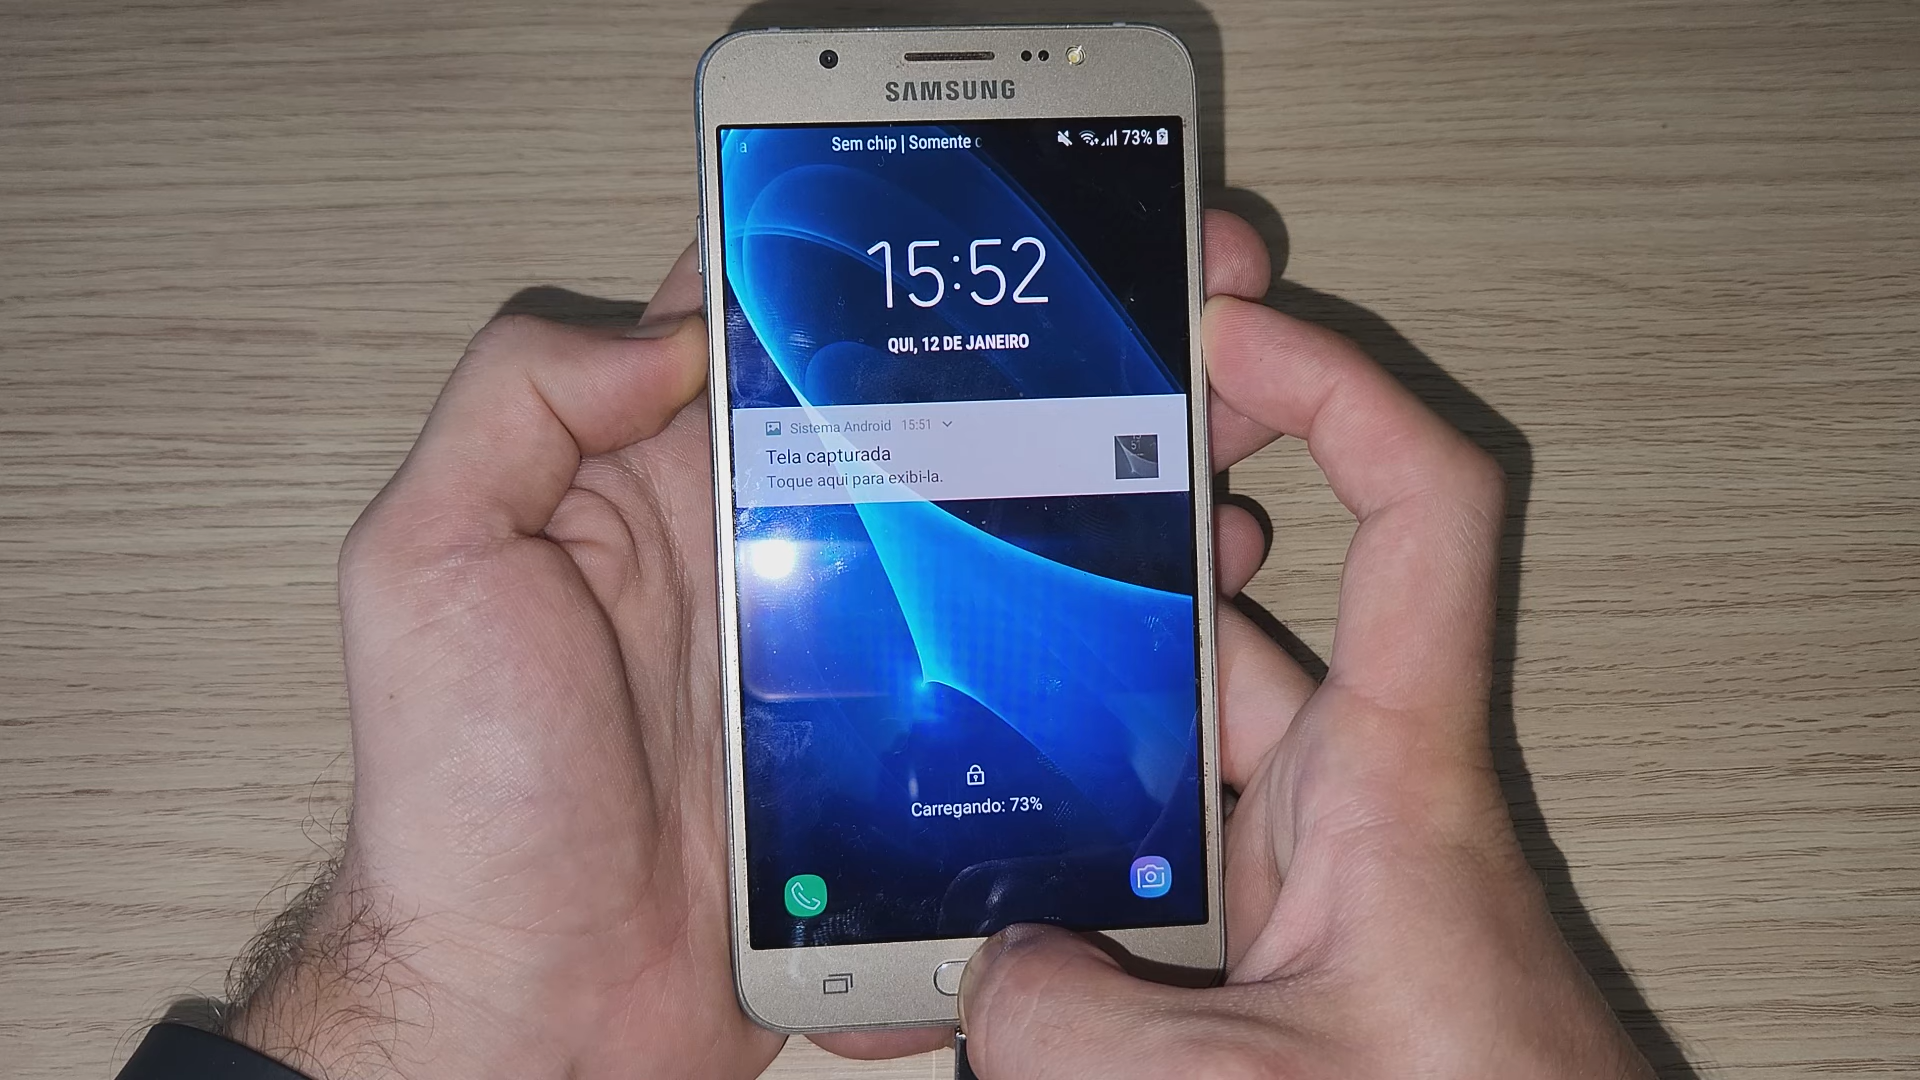 SAMSUNG
Sem chip | Somente
73%
15:52
QUI, 12 DE JANEIRO
Sistema Android 15:51
Tela capturada
Toque aqui para exibi-la.
Carregando: 73%